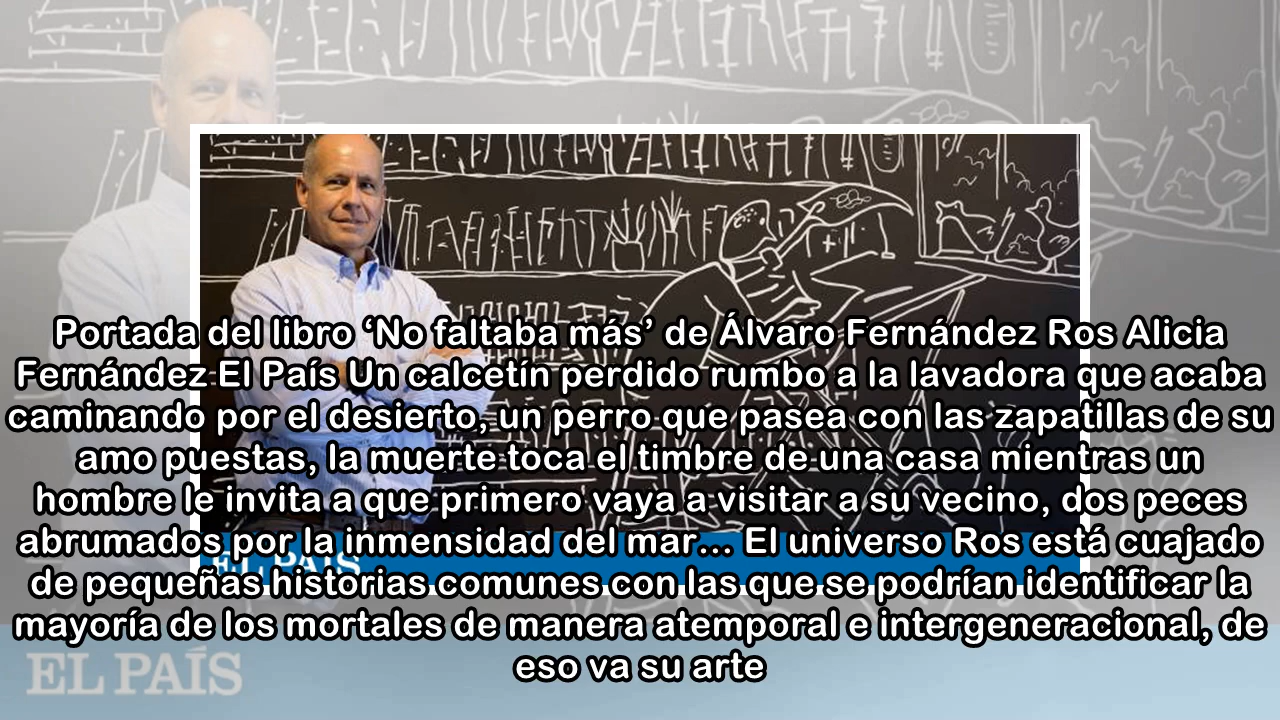 Portada del libro ‘No faltaba más’ de Álvaro Fernández Ros Alicia
Fernández El País Un calcetín perdido rumbo a la lavadora que acaba
caminando por el desierto, un perro que pasea con las zapatillas de su
amo puestas, la muerte toca el timbre de una casa mientras un
hombre le invita a que primero vaya a visitar a su vecino, dos peces
abrumados por la inmensidad del mar... El universo Ros está cuajado
EL PAÍS
de pequeñas historias comunes con las que se podrían identificar la
mayoría de los mortales de manera atemporal e intergeneracional, de
eso va su arte
EL PAÍS